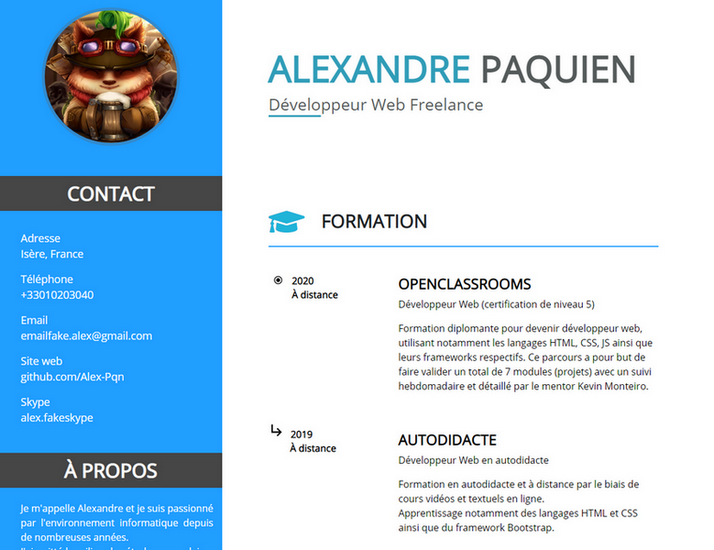 CONTACT
Adresse
Isère, France
Téléphone
+33010203040
Email
emailfake.alex@gmail.com
Site web
github.com/Alex-Pqn
Skype
alex.fakeskype
À PROPOS
Je m'appelle Alexandre et je suis passionné
par l'environnement informatique depuis
de nombreuses années.
ALEXANDRE PAQUIEN
Développeur Web Freelance
FORMATION
2020
À distance
OPENCLASSROOMS
Développeur Web (certification de niveau 5)
Formation diplomante pour devenir développeur web,
utilisant notamment les langages HTML, CSS, JS ainsi que
leurs frameworks respectifs. Ce parcours a pour but de
faire valider un total de 7 modules (projets) avec un suivi
hebdomadaire et détaillé par le mentor Kevin Monteiro.
2019
À distance
AUTODIDACTE
Développeur Web en autodidacte
Formation en autodidacte et à distance par le biais de
cours vidéos et textuels en ligne.
Apprentissage notamment des langages HTML et CSS
ainsi que du framework Bootstrap.